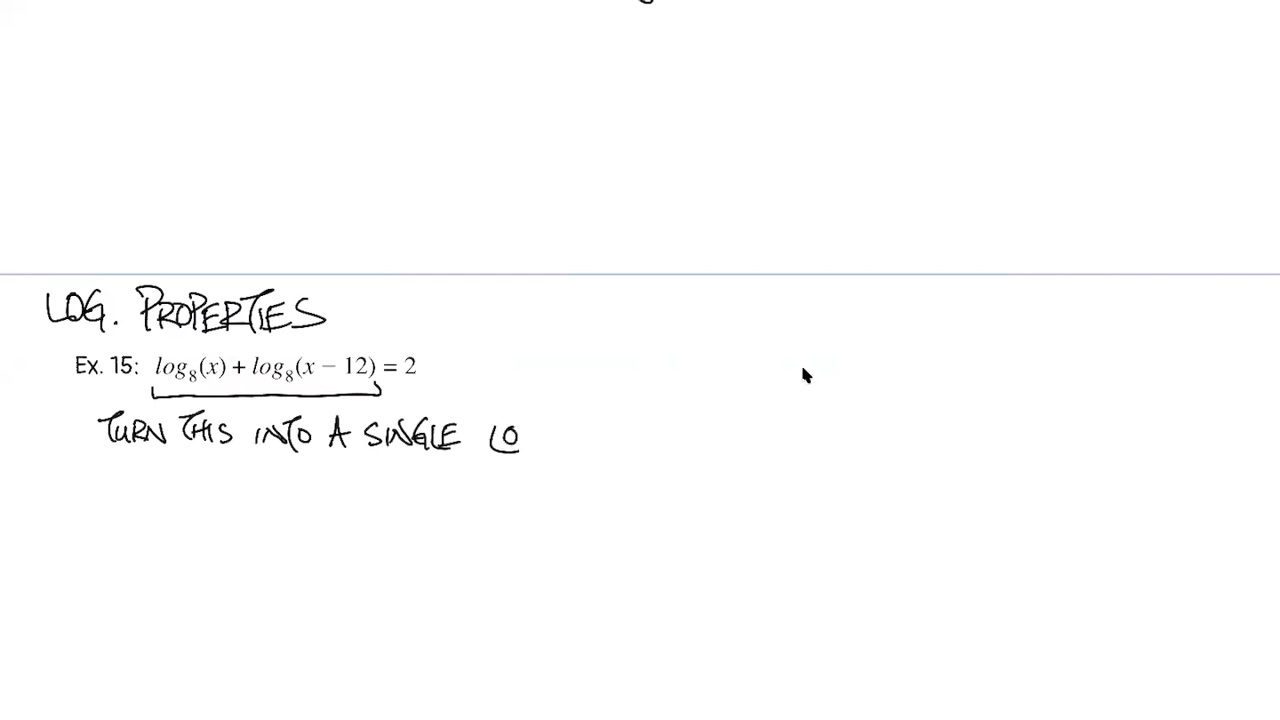 LOG. PROPERTIES
Ex. 15: log₈(x) + log₈(x − 12) = 2
TURN THIS INTO A SINGLE LO